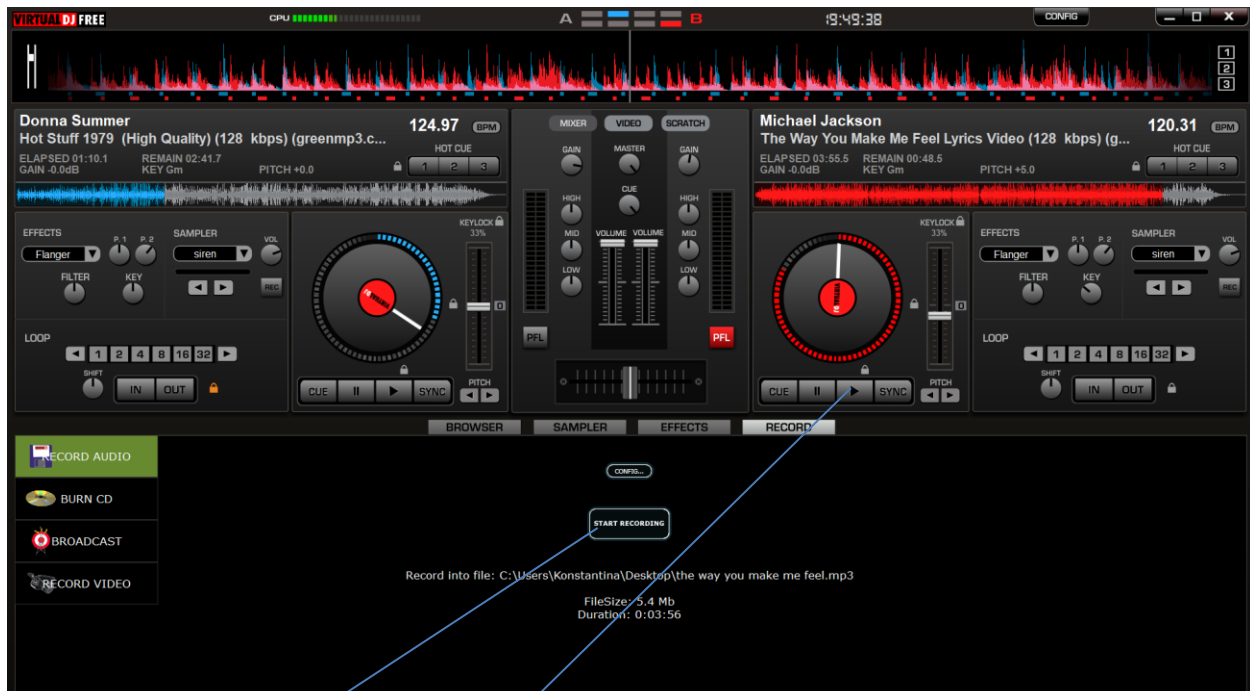 VIRTUAL DJ FREE
CPU
A B
19:49:38
CONFIG
1
2
3
Donna Summer
124.97 BPM
Hot Stuff 1979 (High Quality) (128 kbps) (greenmp3.c...
HOT CUE
ELAPSED 01:10.1 REMAIN 02:41.7
GAIN -0.0dB KEY Gm PITCH +0.0
1 2 3
MIXER VIDEO SCRATCH
GAIN MASTER GAIN
CUE
HIGH HIGH
MID VOLUME VOLUME MID
LOW LOW
PFL PFL
Michael Jackson
120.31 BPM
The Way You Make Me Feel Lyrics Video (128 kbps) (g...
HOT CUE
ELAPSED 03:55.5 REMAIN 00:48.5
GAIN -0.0dB KEY Gm PITCH +5.0
1 2 3
EFFECTS P. 1 P. 2 SAMPLER VOL
Flanger siren
FILTER KEY REC
LOOP
1 2 4 8 16 32
SHIFT
IN OUT
KEYLOCK
33%
VIRTUAL DJ
CUE SYNC
PITCH
KEYLOCK
33%
VIRTUAL DJ
CUE SYNC
PITCH
EFFECTS P. 1 P. 2 SAMPLER VOL
Flanger siren
FILTER KEY REC
LOOP
1 2 4 8 16 32
SHIFT
IN OUT
BROWSER SAMPLER EFFECTS RECORD
RECORD AUDIO
BURN CD
BROADCAST
RECORD VIDEO
CONFIG...
START RECORDING
Record into file: C:\Users\Konstantina\Desktop\the way you make me feel.mp3
FileSize: 5.4 Mb
Duration: 0:03:56